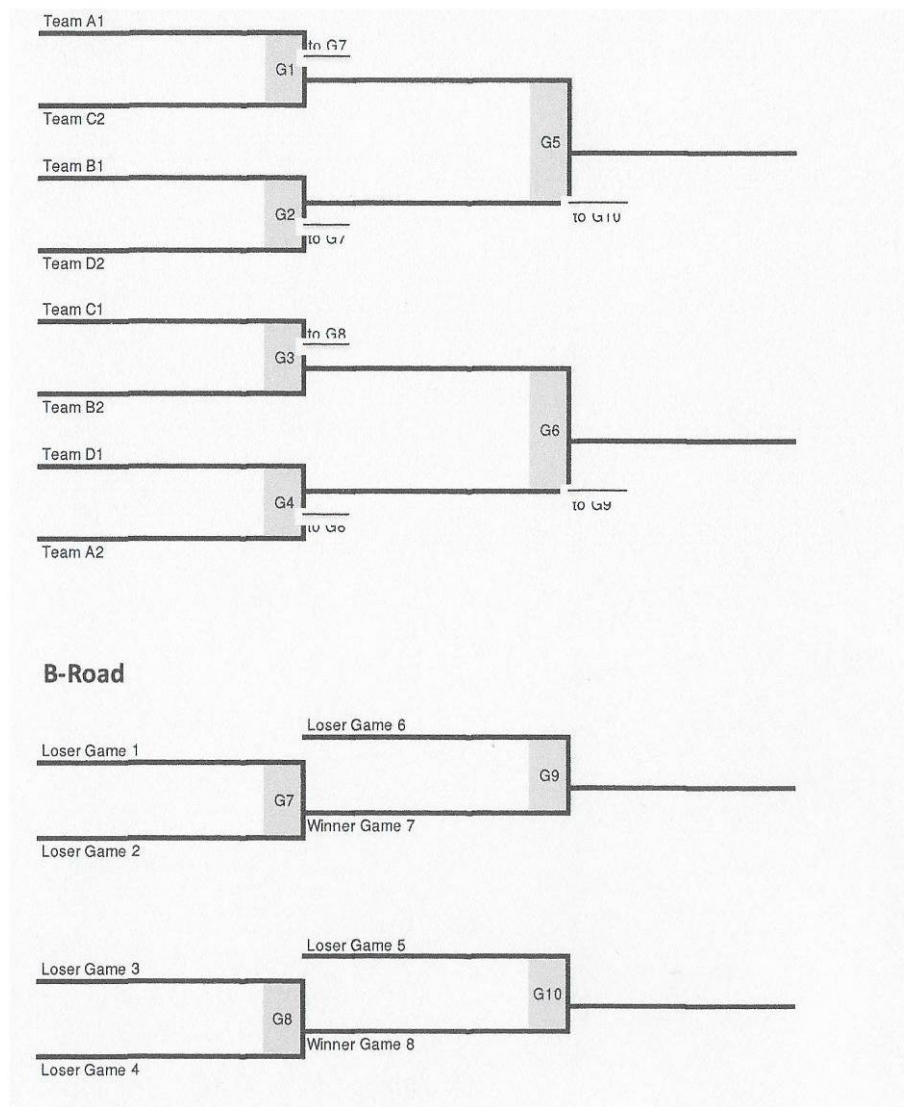 Team A1
to G7
G1
Team C2
G5
Team B1
G2
to G7
to G10
Team D2
Team C1
to G8
G3
Team B2
G6
Team D1
G4
to G8
to G9
Team A2
B-Road
Loser Game 6
Loser Game 1
G9
G7
Winner Game 7
Loser Game 2
Loser Game 5
Loser Game 3
G10
G8
Winner Game 8
Loser Game 4